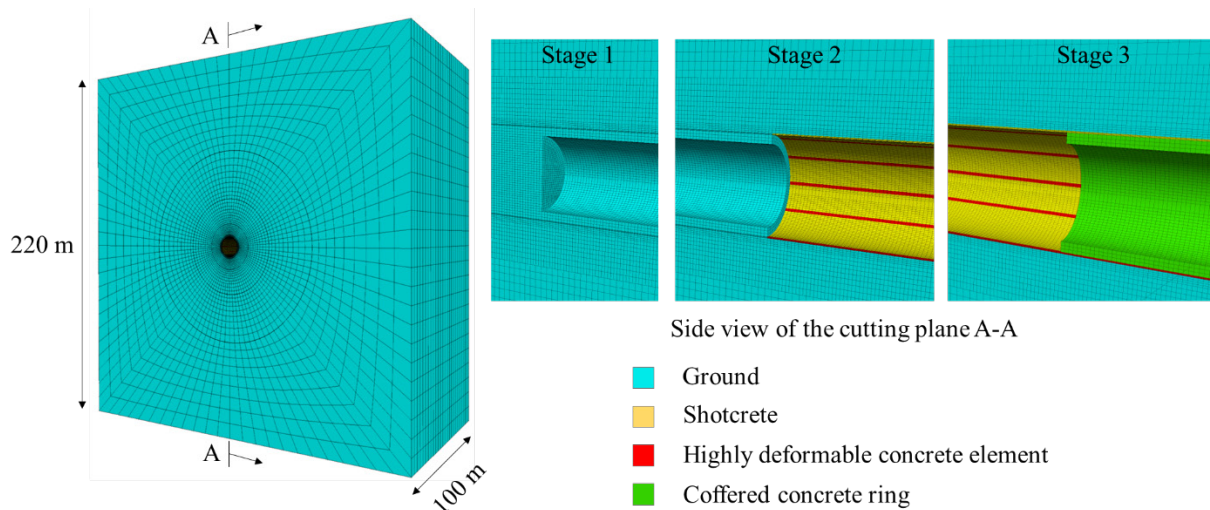 A
220 m
A
100 m
Stage 1
Stage 2
Stage 3
Side view of the cutting plane A-A
Ground
Shotcrete
Highly deformable concrete element
Coffered concrete ring